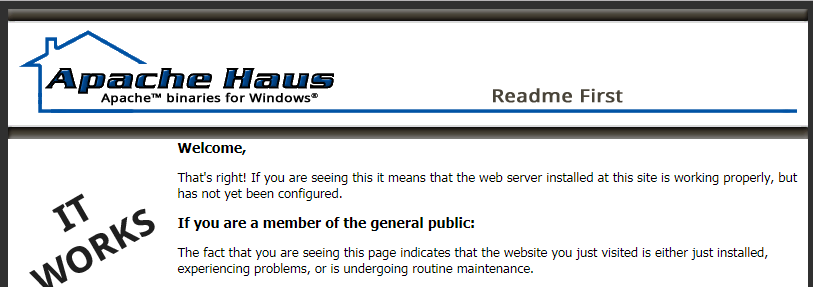 Apache Haus
Apache™ binaries for Windows®
Readme First
Welcome,
That's right! If you are seeing this it means that the web server installed at this site is working properly, but
has not yet been configured.
IT
WORKS
If you are a member of the general public:
The fact that you are seeing this page indicates that the website you just visited is either just installed,
experiencing problems, or is undergoing routine maintenance.